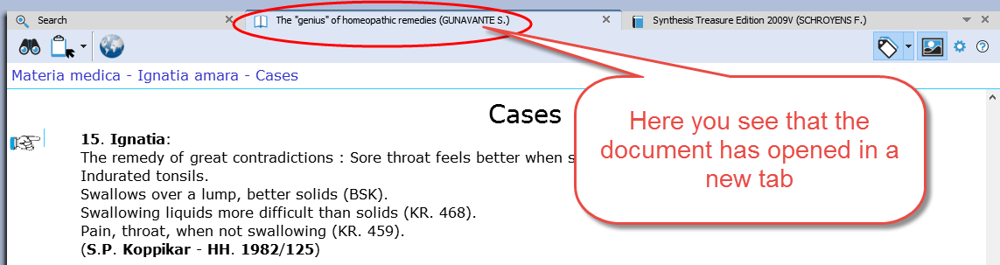 Search
The "genius" of homeopathic remedies (GUNAVANTE S.)
Synthesis Treasure Edition 2009V (SCHROYENS F.)
Materia medica - Ignatia amara - Cases
Cases
15. Ignatia:
The remedy of great contradictions : Sore throat feels better when s
Indurated tonsils.
Swallows over a lump, better solids (BSK).
Swallowing liquids more difficult than solids (KR. 468).
Pain, throat, when not swallowing (KR. 459).
(S.P. Koppikar - HH. 1982/125)
Here you see that the
document has opened in a
new tab